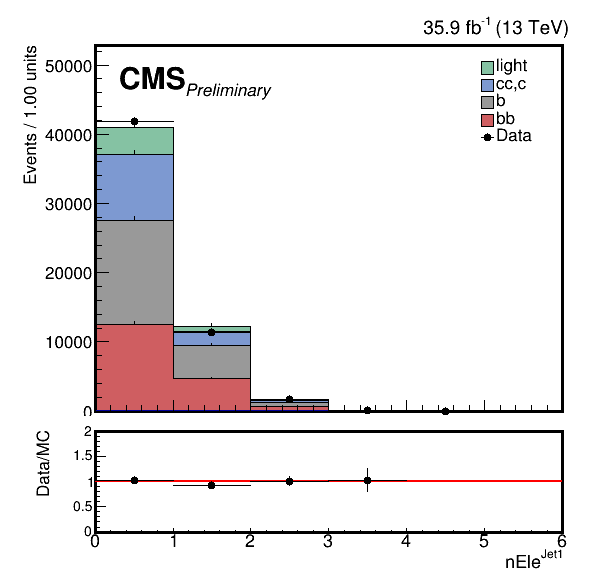 35.9 fb-1 (13 TeV)
CMS Preliminary
Events / 1.00 units
50000
40000
30000
20000
10000
0
light
cc,c
b
bb
Data
Data/MC
2
1.5
1
0.5
0
0 1 2 3 4 5 6
nEleJet1